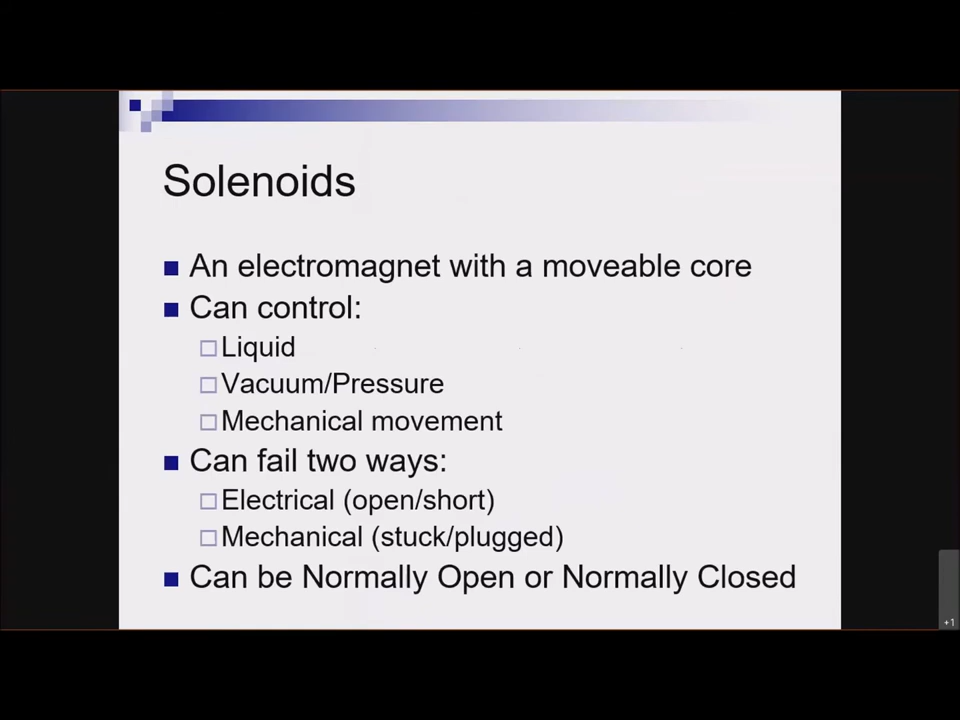 Solenoids
An electromagnet with a moveable core
Can control:
Liquid
Vacuum/Pressure
Mechanical movement
Can fail two ways:
Electrical (open/short)
Mechanical (stuck/plugged)
Can be Normally Open or Normally Closed
+1